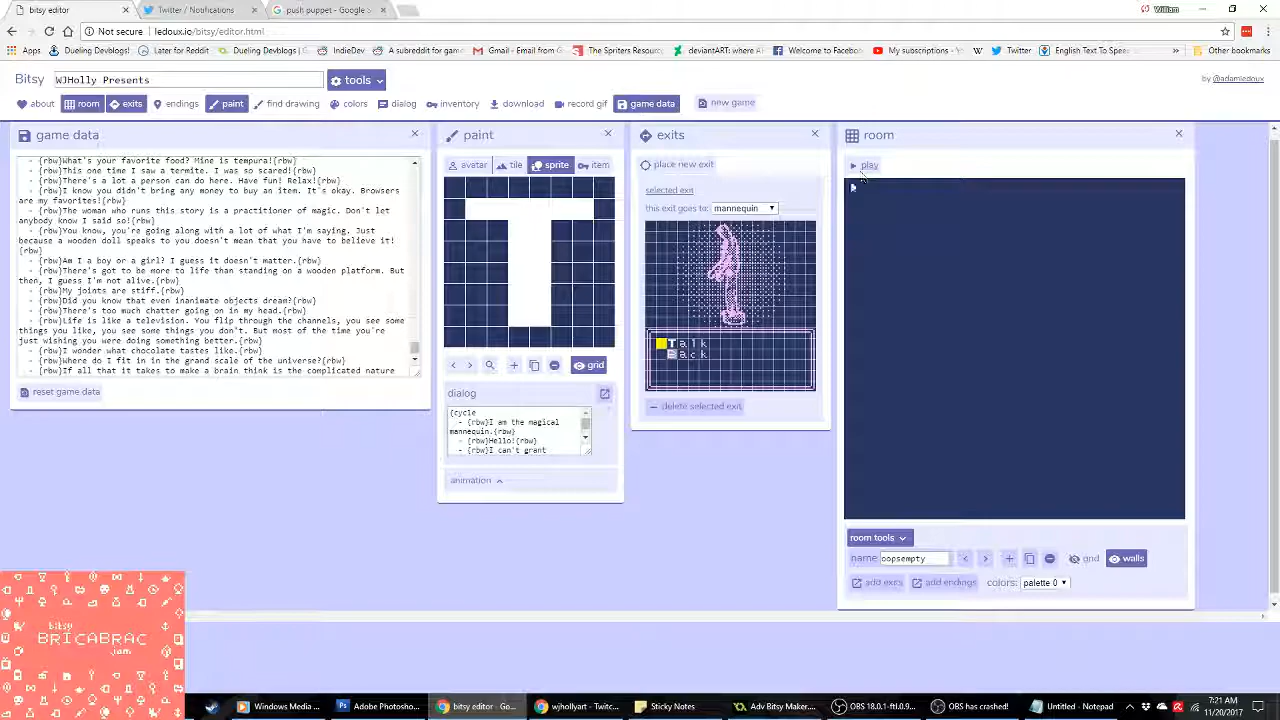 bitsy editor
Twitter / Notifications
push puppet - Google
William
Not secure
ledoux.io/bitsy/editor.html
Apps
Dueling Devblogs
Later for Reddit
Dueling Devblogs
IndieDev
A subreddit for gam
Gmail - Email from G
The Spriters Resourc
deviantART: where A
Welcome to Facebo
My subscriptions - Y
Twitter
English Text To Spee
Other bookmarks
Bitsy
WJHolly Presents
tools
by @adamledoux
about
room
exits
endings
paint
find drawing
colors
dialog
inventory
download
record gif
game data
new game
game data
- {rbw}What's your favorite food? Mine is tempura!{rbw}
- {rbw}This one time I saw a termite. I was so scared!{rbw}
- {rbw}There's a lot a person can do here. Have fun! Relax!{rbw}
- {rbw}I know you didn't bring any money to buy an item. It's okay. Browsers
are my favorites!{rbw}
- {rbw}The woman who runs this story is a practitioner of magic. Don't let
anybody know I said so!{rbw}
- {rbw}You know, you're going along with a lot of what I'm saying. Just
because a wooden doll speaks to you doesn't mean that you have to believe it!
{rbw}
- {rbw}Am I a boy or a girl? I guess it doesn't matter.{rbw}
- {rbw}There's got to be more to life than standing on a wooden platform. But
then, I guess I'm not alive.{rbw}
- {rbw}My joints are stiff.{rbw}
- {rbw}Did you know that even inanimate objects dream?{rbw}
- {rbw}There's too much chatter going on in my head.{rbw}
- {rbw}Life is like a television. You flip through the channels, you see some
things you like, you see some things you don't. But most of the time you're
just wishing you were doing something better.{rbw}
- {rbw}I wonder what chocolate tastes like.{rbw}
- {rbw}Where do I fit in in the grand scale of the universe?{rbw}
- {rbw}If all that it takes to make a brain think is the complicated nature
reset game data
paint
avatar
tile
sprite
item
grid
dialog
{cycle
- {rbw}I am the magical
mannequin.{rbw}
- {rbw}Hello!{rbw}
- {rbw}I can't grant
animation
exits
place new exit
selected exit
this exit goes to: mannequin
Talk
Back
delete selected exit
room
play
room tools
name oopsempty
grid
walls
add exits
add endings
colors: palette 0
bitsy
BRICABRAC
jam
Windows Media ...
Adobe Photosho...
bitsy editor - Go...
wjhollyart - Twitc...
Sticky Notes
Adv Bitsy Make...
OBS 18.0.1-ftl.0.9...
OBS has crashed!
Untitled - Notepad
7:21 AM
11/20/2017